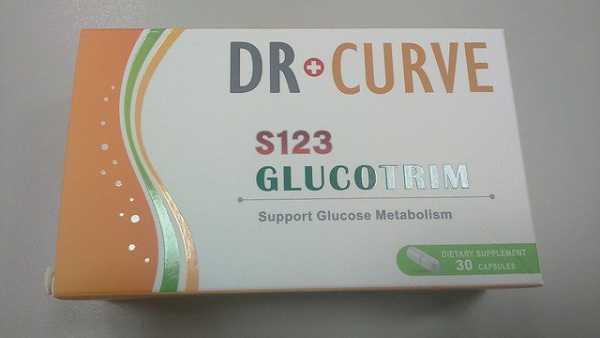 DR CURVE
S123
GLUCOTRIM
Support Glucose Metabolism
DIETARY SUPPLEMENT
30 CAPSULES